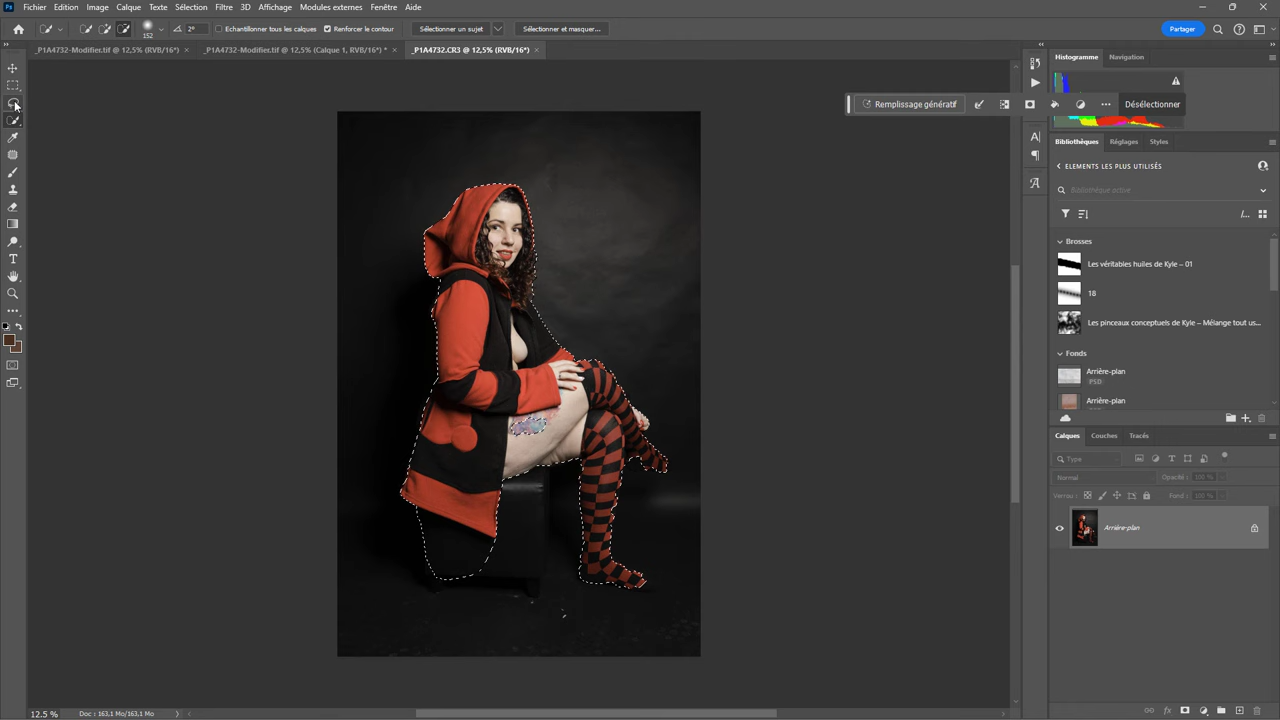 Fichier Edition Image Calque Texte Sélection Filtre 3D Affichage Modules externes Fenêtre Aide
152 2° Echantillonner tous les calques Renforcer le contour Sélectionner un sujet Sélectionner et masquer... Partager
_P1A4732-Modifier.tif @ 12,5% (RVB/16*) × _P1A4732-Modifier.tif @ 12,5% (Calque 1, RVB/16*) * × _P1A4732.CR3 @ 12,5% (RVB/16*) ×
Histogramme Navigation
Remplissage génératif Désélectionner
Bibliothèques Réglages Styles
ELEMENTS LES PLUS UTILISÉS
Bibliothèque active
Brosses
Les véritables huiles de Kyle – 01
18
Les pinceaux conceptuels de Kyle – Mélange tout us...
Fonds
Arrière-plan
PSD
Arrière-plan
Calques Couches Tracés
Type
Normal Opacité : 100 %
Verrou : Fond : 100 %
Arrière-plan
12.5 % Doc : 163,1 Mo/163,1 Mo